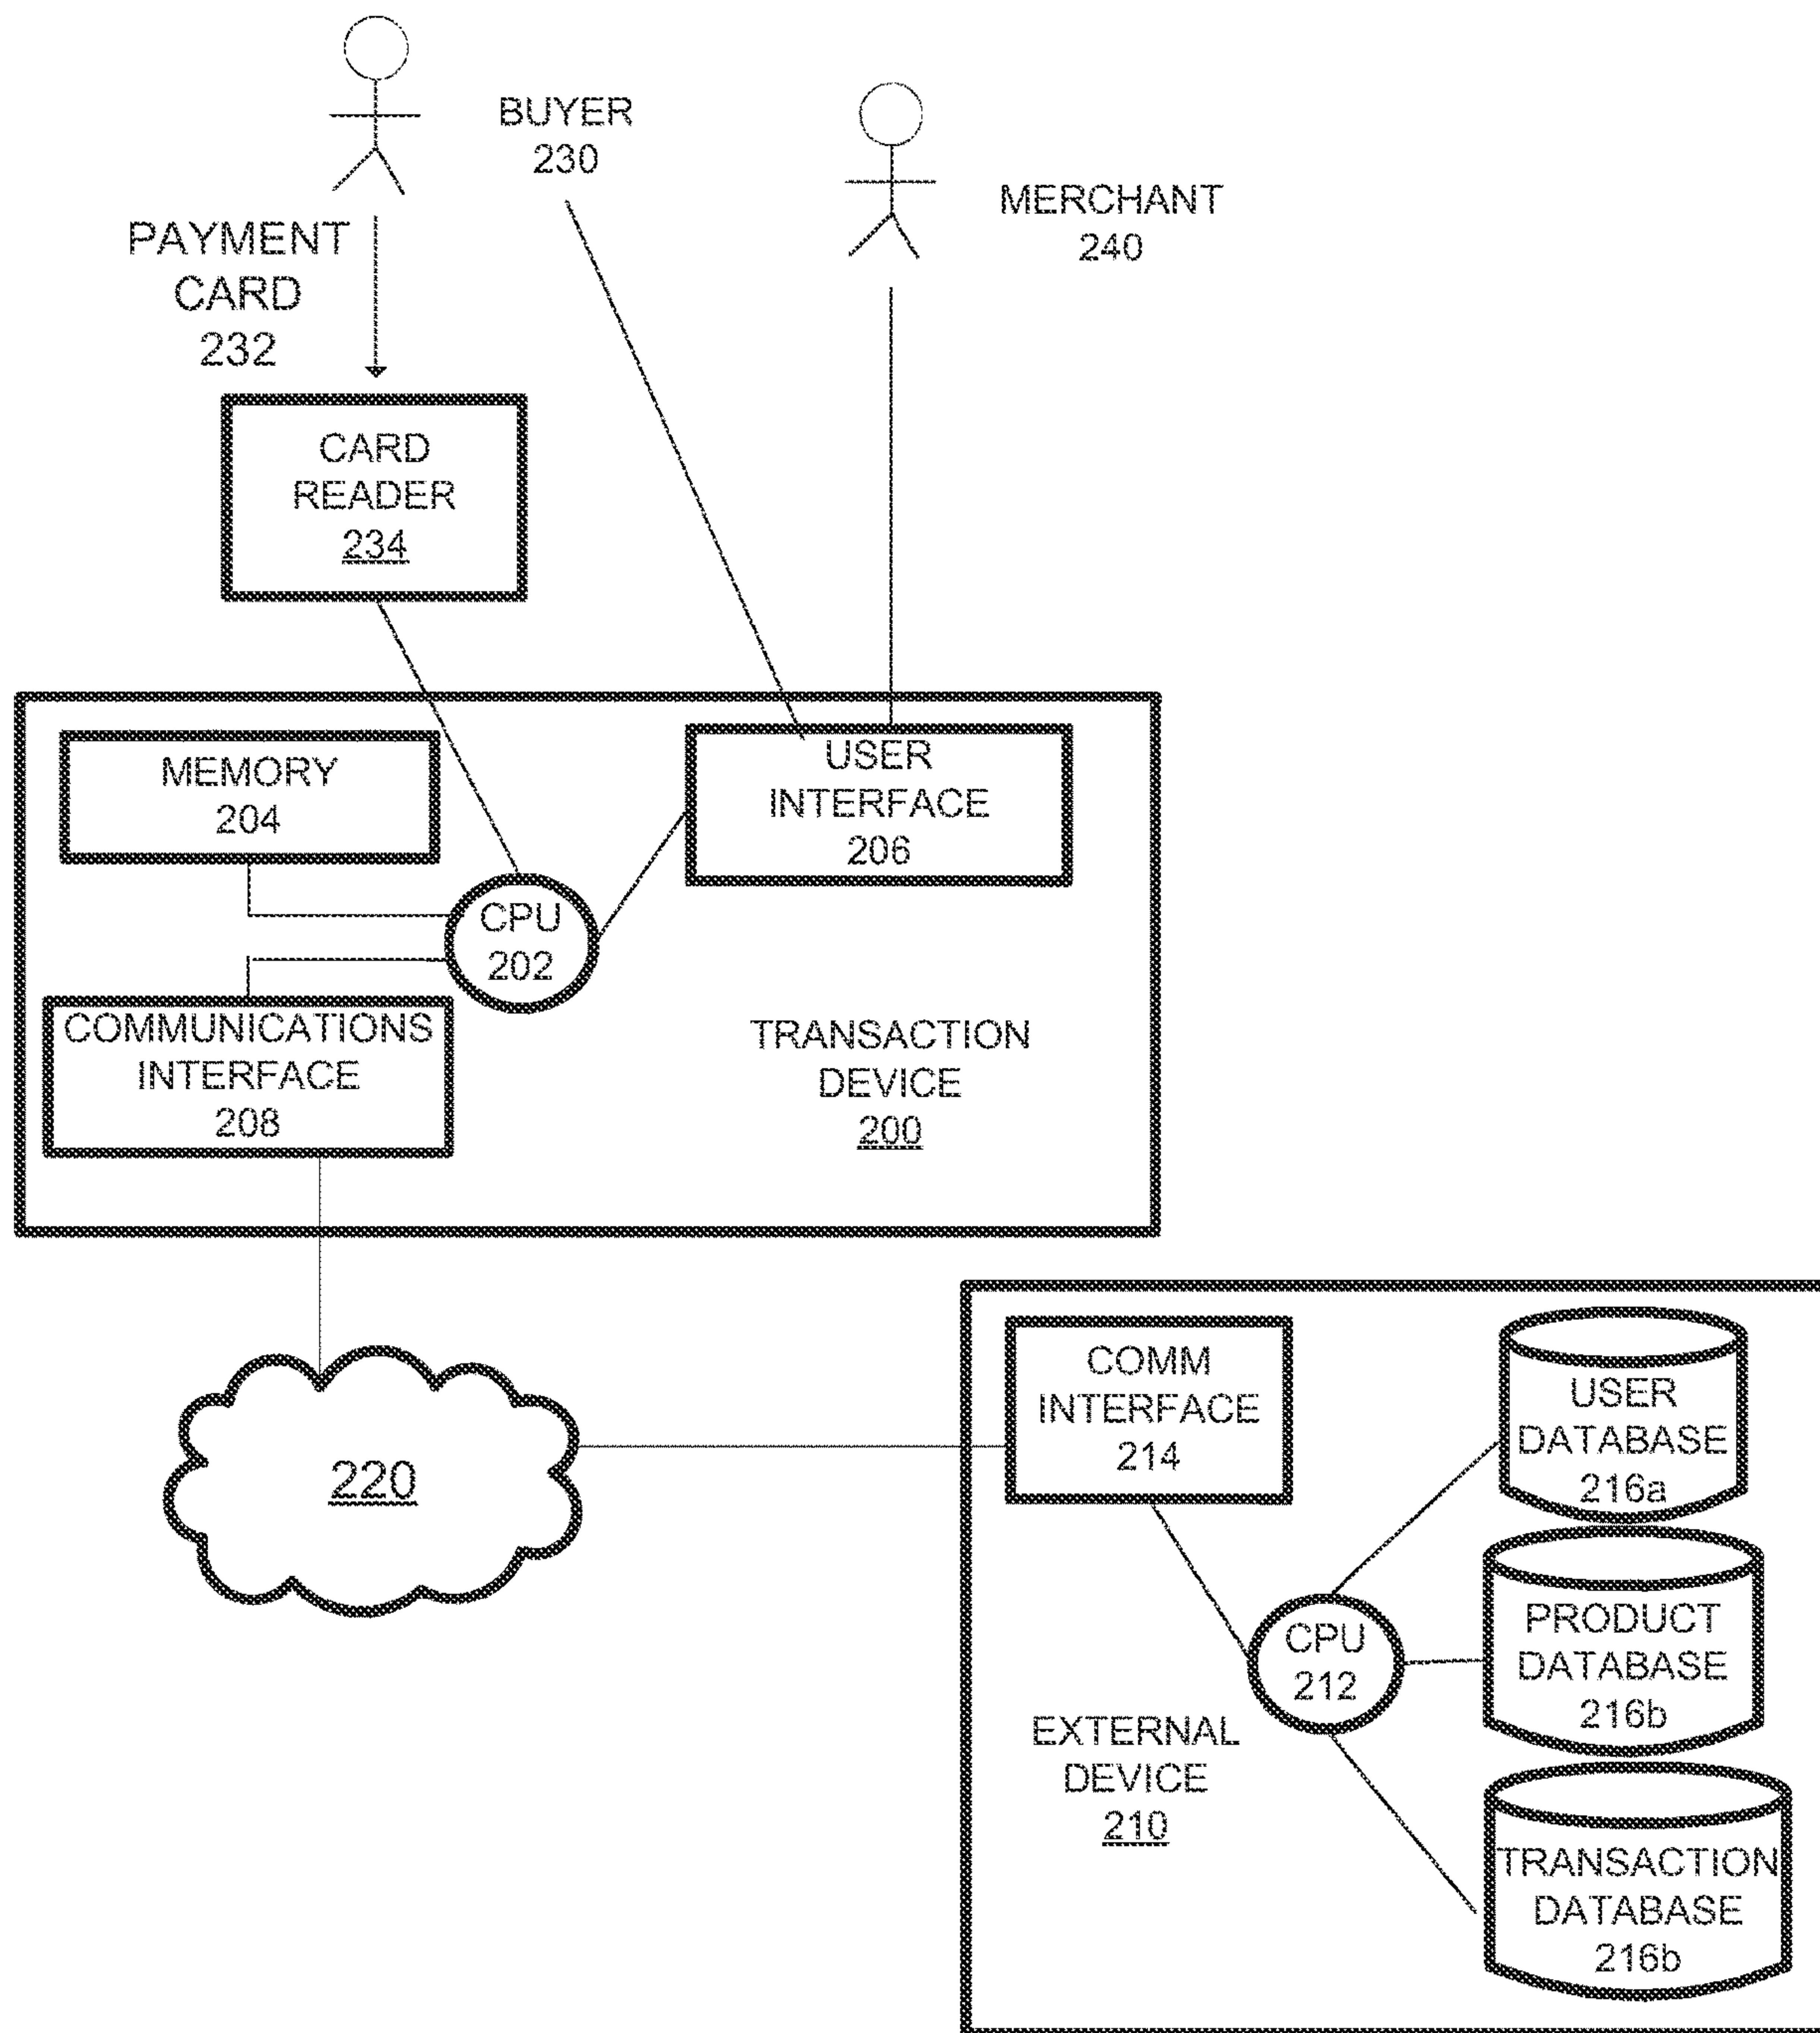 BUYER
230
MERCHANT
240
PAYMENT
CARD
232
CARD
READER
234
MEMORY
204
USER
INTERFACE
206
CPU
202
COMMUNICATIONS
INTERFACE
208
TRANSACTION
DEVICE
200
220
COMM
INTERFACE
214
USER
DATABASE
216a
CPU
212
PRODUCT
DATABASE
216b
EXTERNAL
DEVICE
210
TRANSACTION
DATABASE
216b